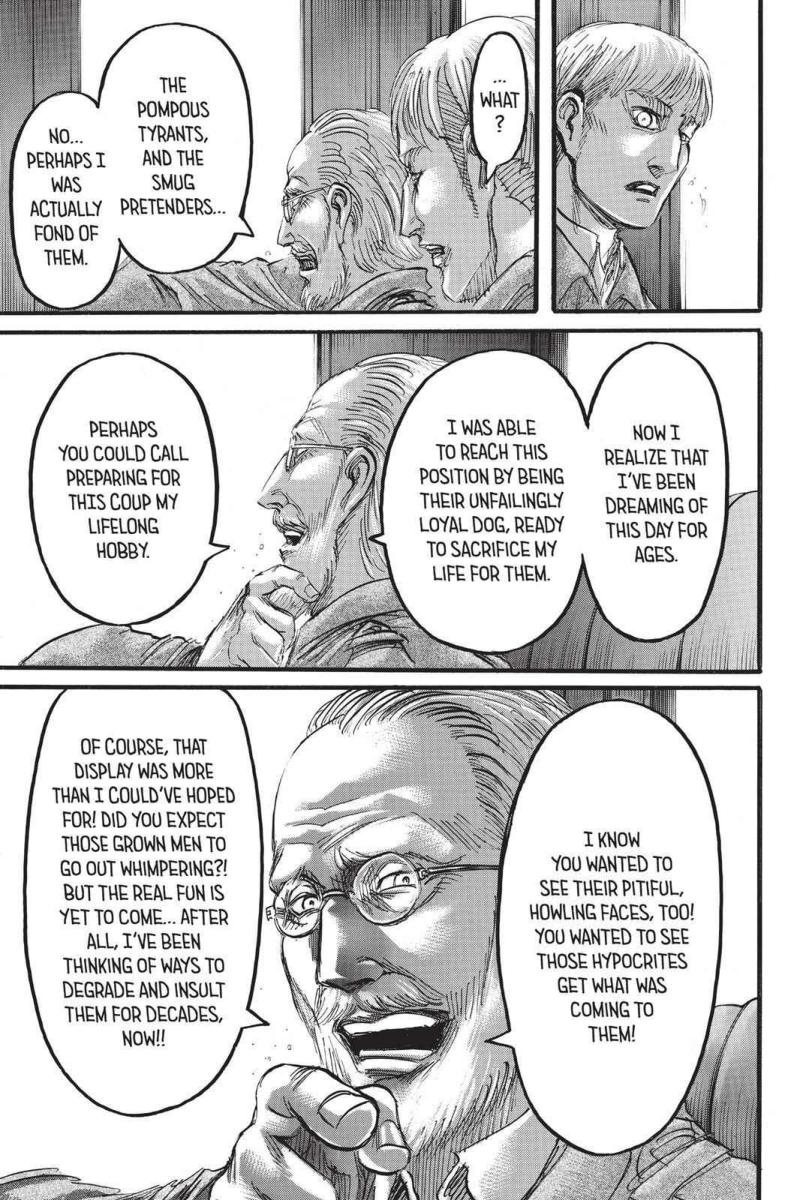 ...
WHAT
?
THE
POMPOUS
TYRANTS,
AND THE
SMUG
PRETENDERS...
NO...
PERHAPS I
WAS
ACTUALLY
FOND OF
THEM.
NOW I
REALIZE THAT
I'VE BEEN
DREAMING OF
THIS DAY FOR
AGES.
I WAS ABLE
TO REACH THIS
POSITION BY BEING
THEIR UNFAILINGLY
LOYAL DOG, READY
TO SACRIFICE MY
LIFE FOR THEM.
PERHAPS
YOU COULD CALL
PREPARING FOR
THIS COUP MY
LIFELONG
HOBBY.
I KNOW
YOU WANTED TO
SEE THEIR PITIFUL,
HOWLING FACES, TOO!
YOU WANTED TO SEE
THOSE HYPOCRITES
GET WHAT WAS
COMING TO
THEM!
OF COURSE, THAT
DISPLAY WAS MORE
THAN I COULD'VE HOPED
FOR! DID YOU EXPECT
THOSE GROWN MEN TO
GO OUT WHIMPERING?!
BUT THE REAL FUN IS
YET TO COME... AFTER
ALL, I'VE BEEN
THINKING OF WAYS TO
DEGRADE AND INSULT
THEM FOR DECADES,
NOW!!